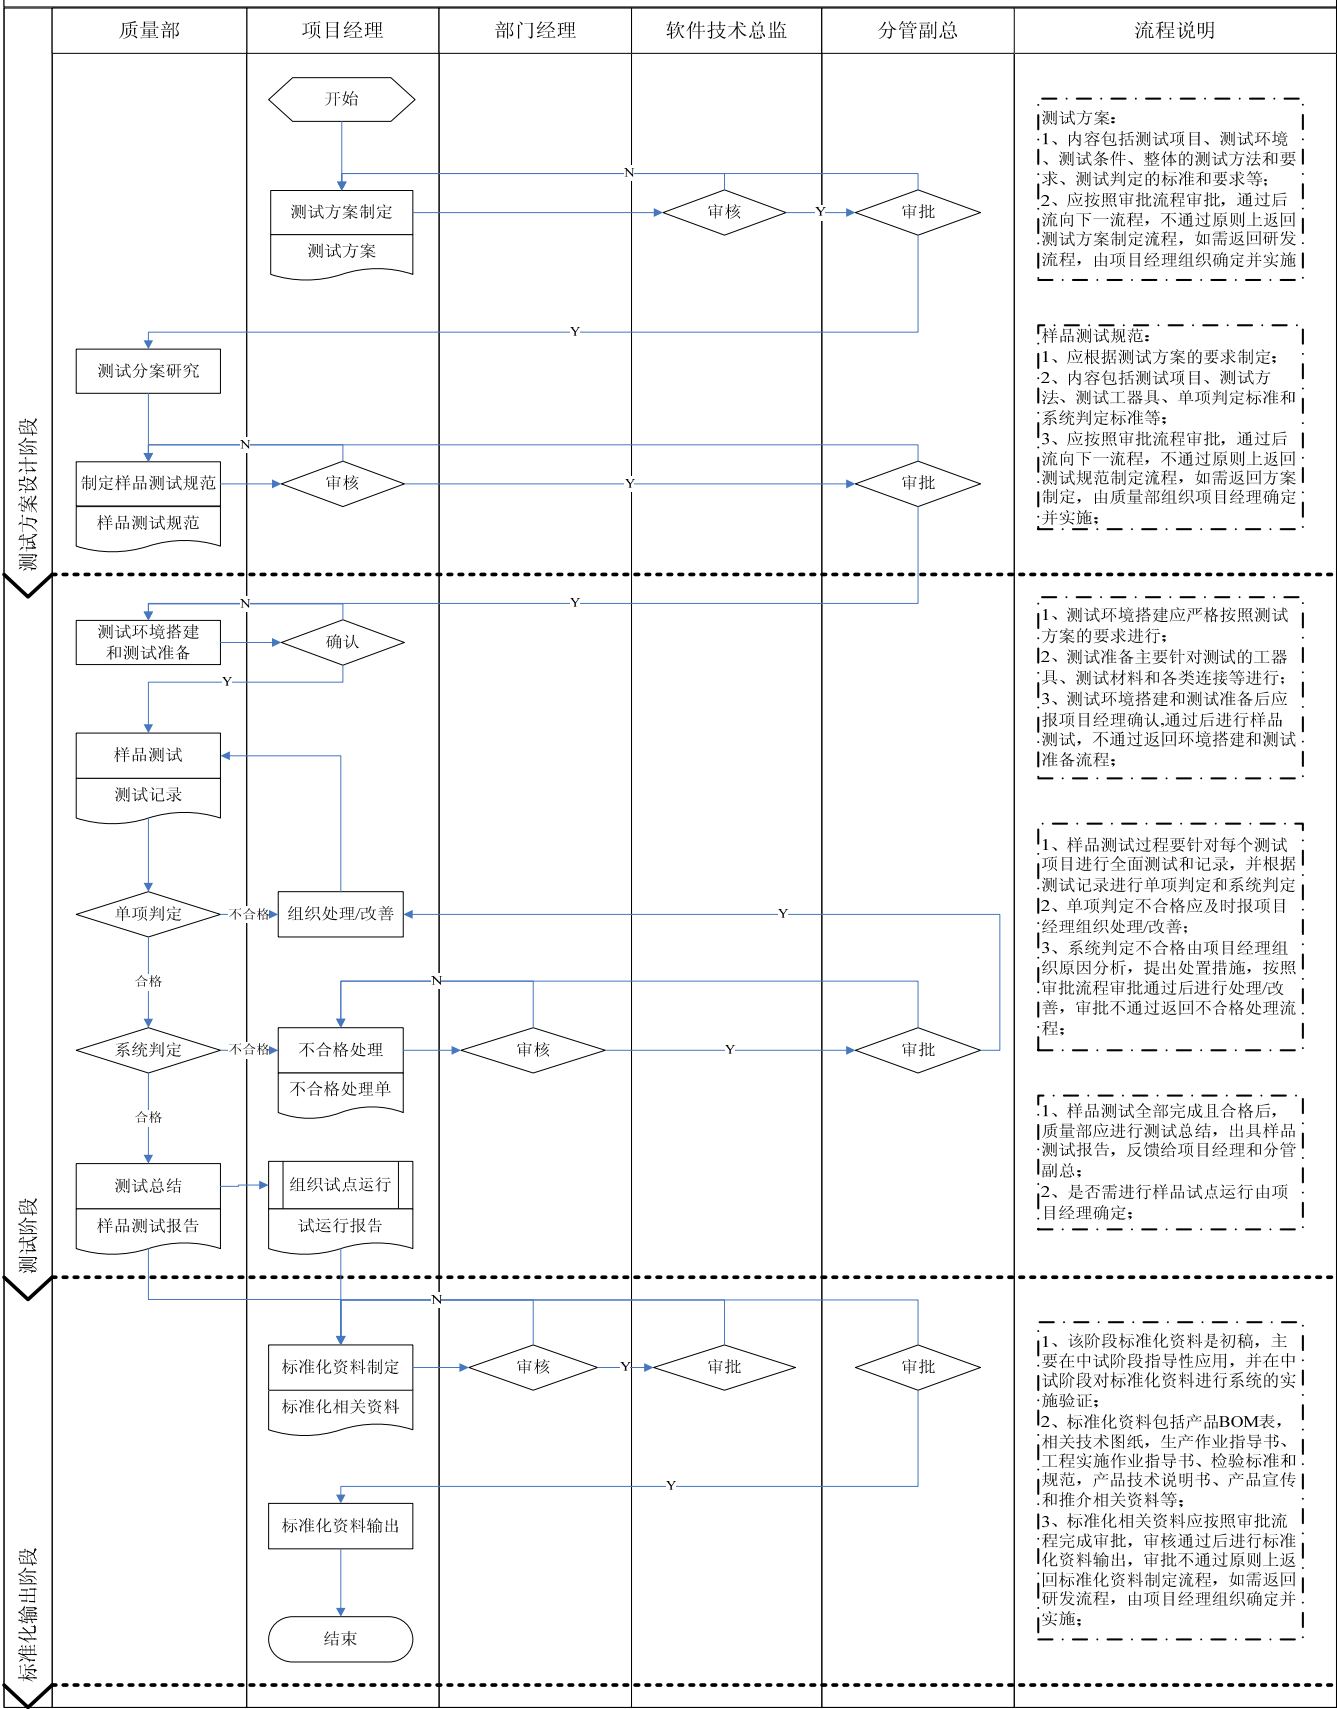 质量部
项目经理
部门经理
软件技术总监
分管副总
流程说明
开始
N
测试方案制定
审核
Y
审批
测试方案
测试方案：
1、内容包括测试项目、测试环境
、测试条件、整体的测试方法和要
求、测试判定的标准和要求等；
2、应按照审批流程审批，通过后
流向下一流程，不通过原则上返回
测试方案制定流程，如需返回研发
流程，由项目经理组织确定并实施
Y
测试分案研究
N
制定样品测试规范
审核
Y
审批
样品测试规范
样品测试规范：
1、应根据测试方案的要求制定；
2、内容包括测试项目、测试方
法、测试工器具、单项判定标准和
系统判定标准等；
3、应按照审批流程审批，通过后
流向下一流程，不通过原则上返回
测试规范制定流程，如需返回方案
制定，由质量部组织项目经理确定
并实施；
测试方案设计阶段
N
Y
测试环境搭建
和测试准备
确认
Y
1、测试环境搭建应严格按照测试
方案的要求进行；
2、测试准备主要针对测试的工器
具、测试材料和各类连接等进行；
3、测试环境搭建和测试准备后应
报项目经理确认,通过后进行样品
测试，不通过返回环境搭建和测试
准备流程；
样品测试
测试记录
单项判定
不合格
组织处理/改善
Y
合格
N
系统判定
不合格
不合格处理
审核
Y
审批
不合格处理单
合格
1、样品测试过程要针对每个测试
项目进行全面测试和记录，并根据
测试记录进行单项判定和系统判定
2、单项判定不合格应及时报项目
经理组织处理/改善；
3、系统判定不合格由项目经理组
织原因分析，提出处置措施，按照
审批流程审批通过后进行处理/改
善，审批不通过返回不合格处理流
程；
测试总结
组织试点运行
样品测试报告
试运行报告
1、样品测试全部完成且合格后，
质量部应进行测试总结，出具样品
测试报告，反馈给项目经理和分管
副总；
2、是否需进行样品试点运行由项
目经理确定；
测试阶段
N
标准化资料制定
审核
Y
审批
审批
标准化相关资料
Y
标准化资料输出
结束
1、该阶段标准化资料是初稿，主
要在中试阶段指导性应用，并在中
试阶段对标准化资料进行系统的实
施验证；
2、标准化资料包括产品BOM表，
相关技术图纸，生产作业指导书、
工程实施作业指导书、检验标准和
规范，产品技术说明书、产品宣传
和推介相关资料等；
3、标准化相关资料应按照审批流
程完成审批，审核通过后进行标准
化资料输出，审批不通过原则上返
回标准化资料制定流程，如需返回
研发流程，由项目经理组织确定并
实施；
标准化输出阶段